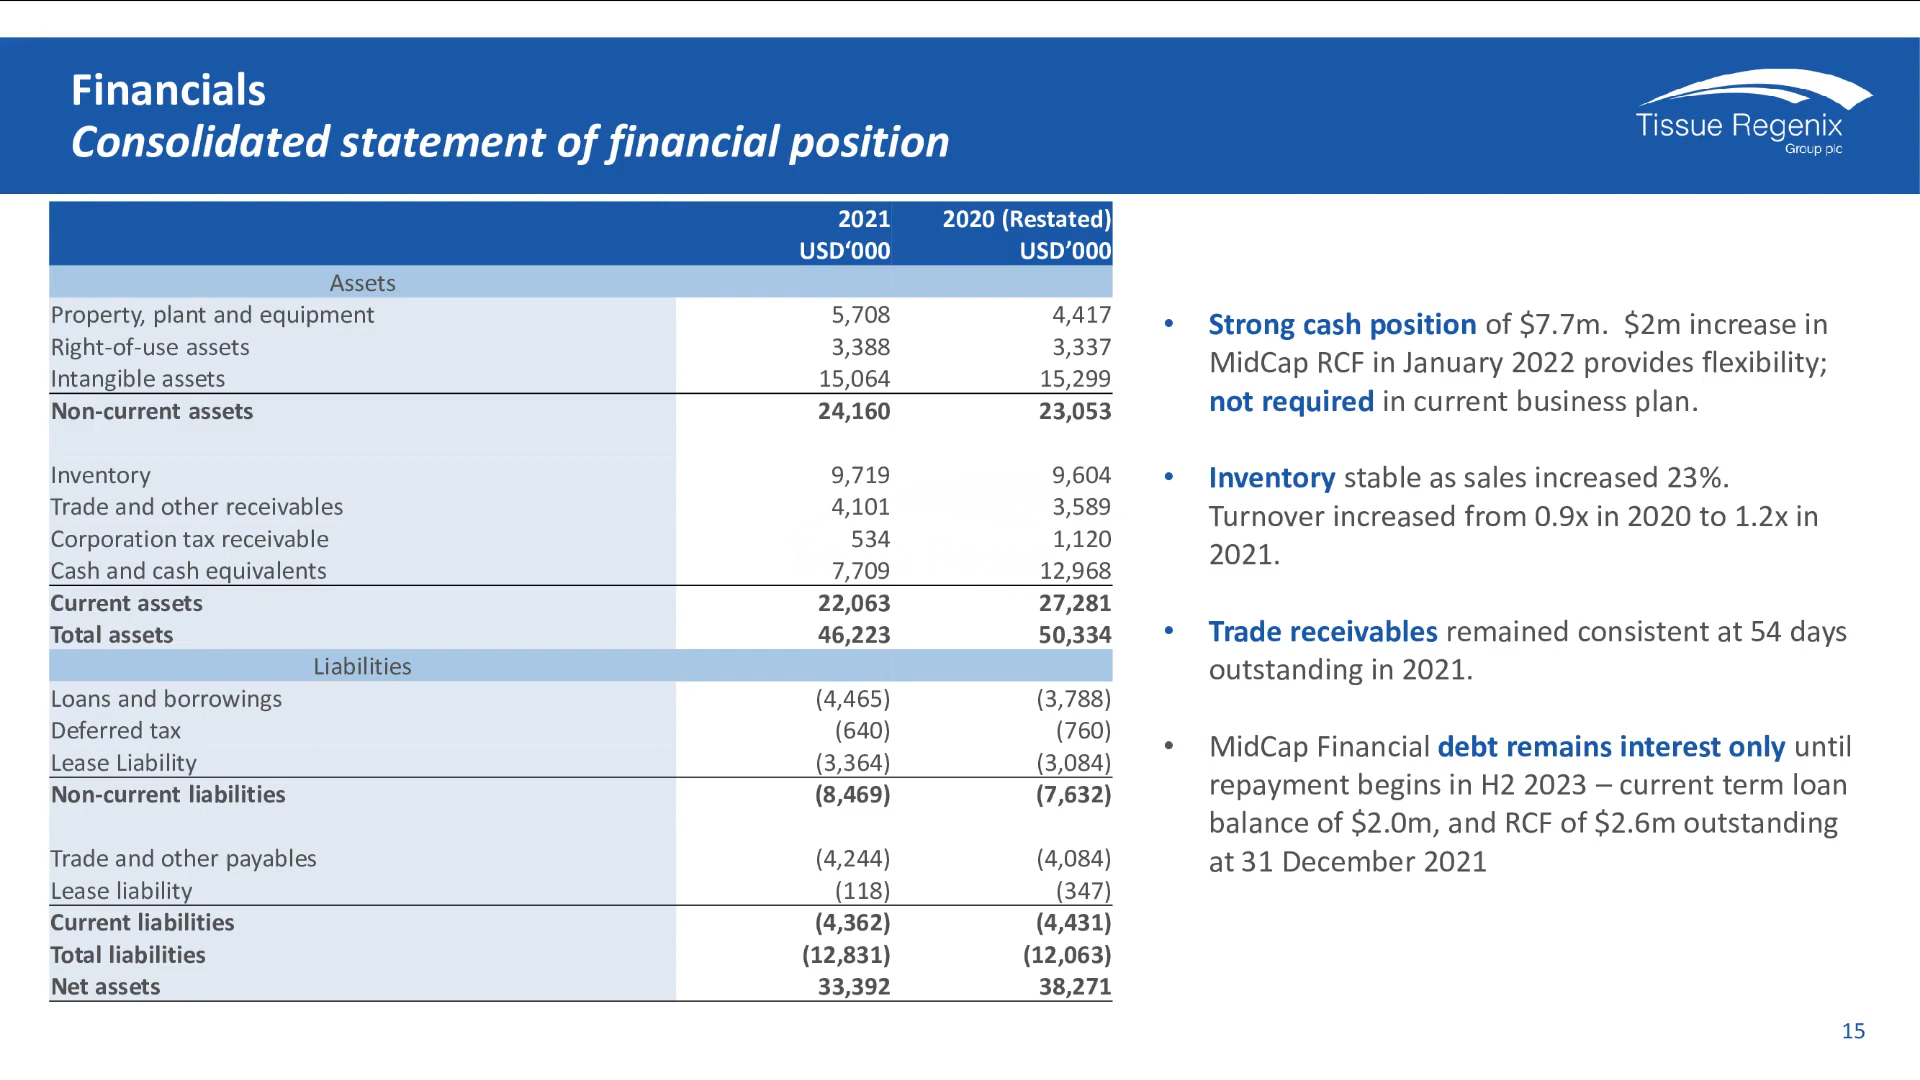 Financials
Consolidated statement of financial position
Tissue Regenix
Group plc
2021 2020 (Restated)
USD‘000 USD’000
Assets
Property, plant and equipment 5,708 4,417
Right-of-use assets 3,388 3,337
Intangible assets 15,064 15,299
Non-current assets 24,160 23,053
Inventory 9,719 9,604
Trade and other receivables 4,101 3,589
Corporation tax receivable 534 1,120
Cash and cash equivalents 7,709 12,968
Current assets 22,063 27,281
Total assets 46,223 50,334
Liabilities
Loans and borrowings (4,465) (3,788)
Deferred tax (640) (760)
Lease Liability (3,364) (3,084)
Non-current liabilities (8,469) (7,632)
Trade and other payables (4,244) (4,084)
Lease liability (118) (347)
Current liabilities (4,362) (4,431)
Total liabilities (12,831) (12,063)
Net assets 33,392 38,271
• Strong cash position of $7.7m. $2m increase in
MidCap RCF in January 2022 provides flexibility;
not required in current business plan.
• Inventory stable as sales increased 23%.
Turnover increased from 0.9x in 2020 to 1.2x in
2021.
• Trade receivables remained consistent at 54 days
outstanding in 2021.
• MidCap Financial debt remains interest only until
repayment begins in H2 2023 – current term loan
balance of $2.0m, and RCF of $2.6m outstanding
at 31 December 2021
15